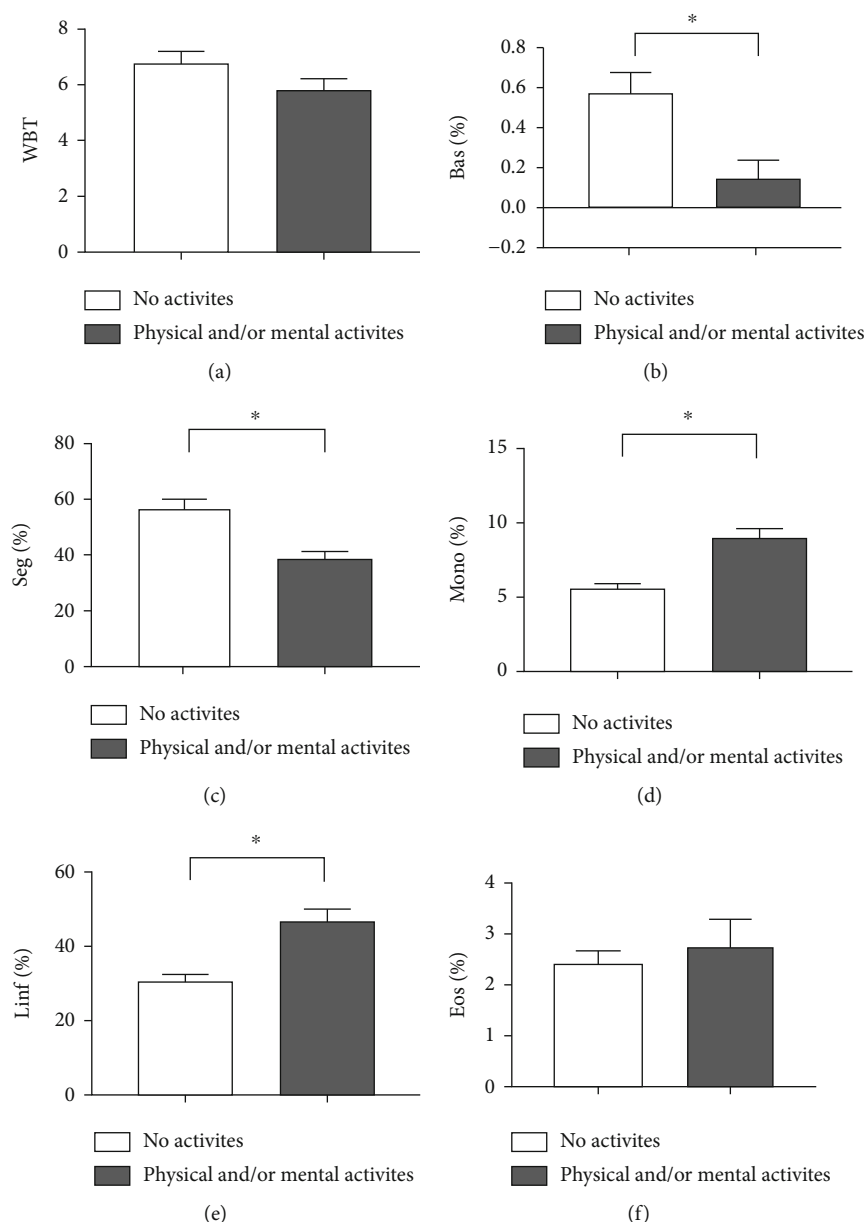 8
6
4
2
0
WBT
No activites
Physical and/or mental activites
(a)
*
0.8
0.6
0.4
0.2
0.0
−0.2
Bas (%)
No activites
Physical and/or mental activites
(b)
*
80
60
40
20
0
Seg (%)
No activites
Physical and/or mental activites
(c)
*
15
10
5
0
Mono (%)
No activites
Physical and/or mental activites
(d)
*
60
40
20
0
Linf (%)
No activites
Physical and/or mental activites
(e)
4
3
2
1
0
Eos (%)
No activites
Physical and/or mental activites
(f)